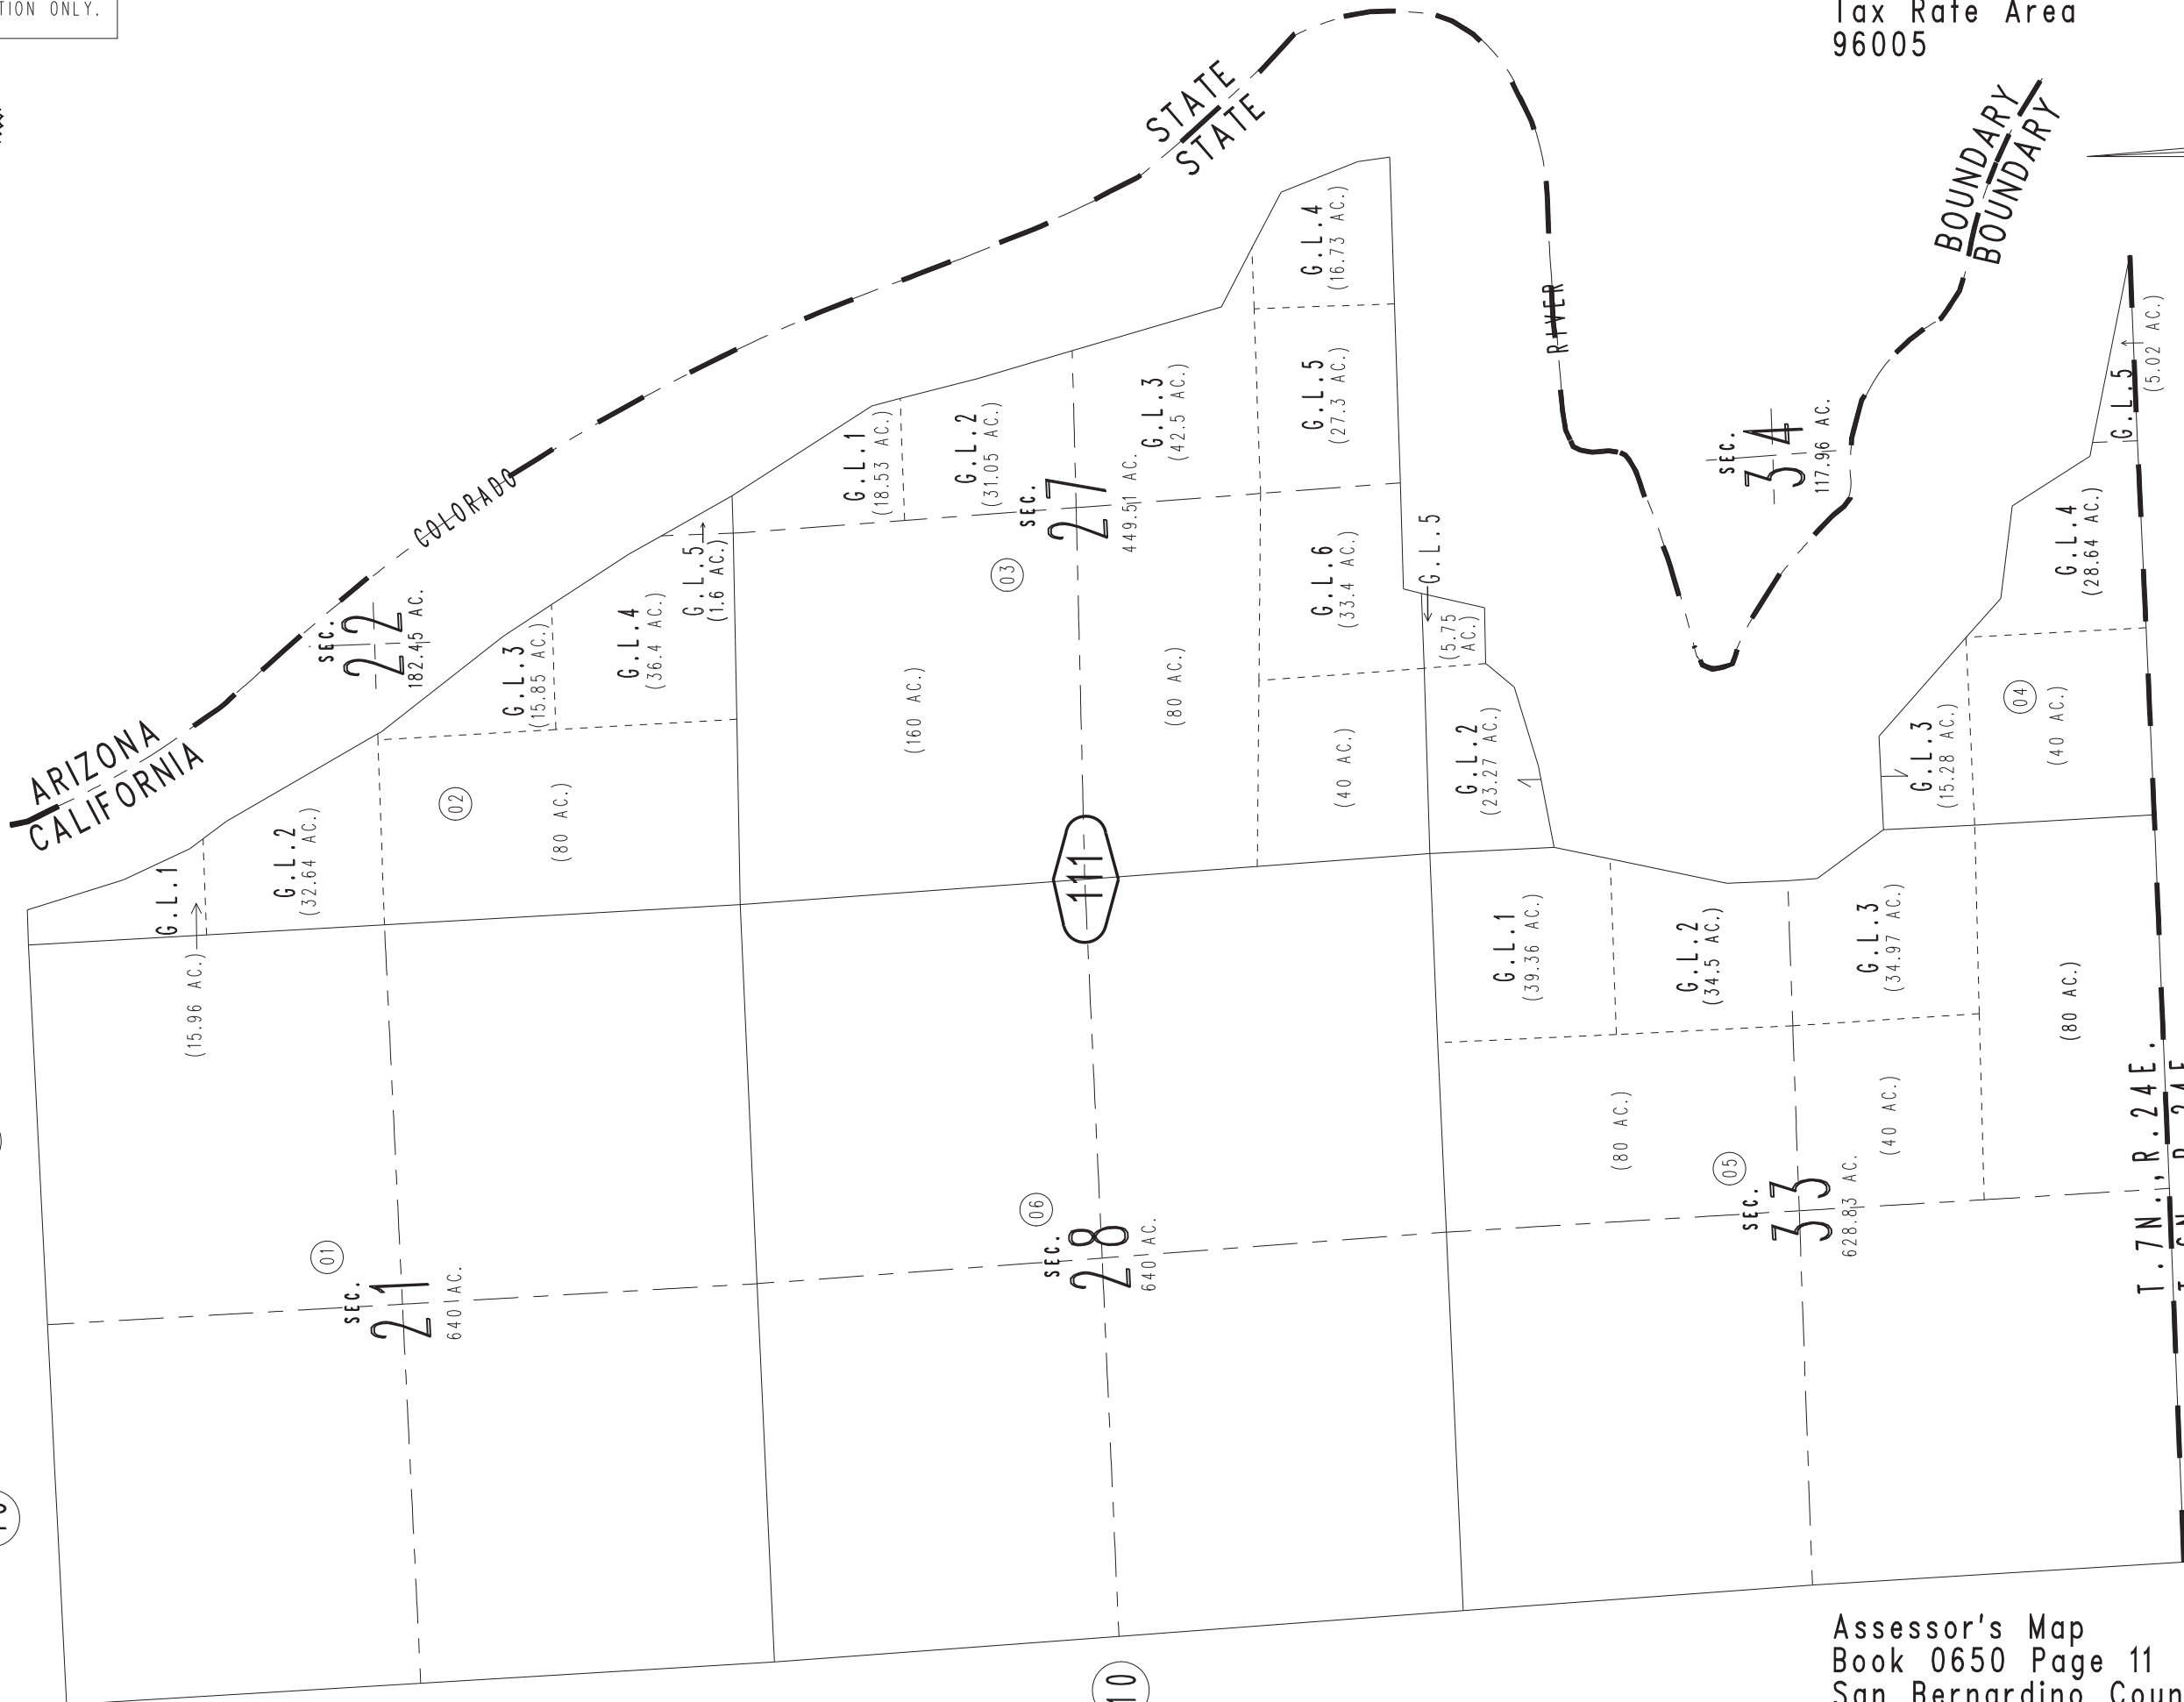 TION ONLY.
Tax Rate Area
96005
STATE
STATE
BOUNDARY
BOUNDARY
RIVER
COLORADO
ARIZONA
CALIFORNIA
SEC.
22
182.45 AC.
G.L.1
(15.96 AC.)
G.L.2
(32.64 AC.)
G.L.3
(15.85 AC.)
G.L.4
(36.4 AC.)
G.L.5
(1.6 AC.)
02
(80 AC.)
G.L.1
(18.53 AC.)
G.L.2
(31.05 AC.)
SEC.
27
449.51 AC.
G.L.3
(42.5 AC.)
G.L.4
(16.73 AC.)
G.L.5
(27.3 AC.)
G.L.6
(33.4 AC.)
03
(160 AC.)
(80 AC.)
(40 AC.)
SEC.
34
117.96 AC.
G.L.5
(5.75
AC.)
G.L.2
(23.27 AC.)
G.L.3
(15.28 AC.)
G.L.4
(28.64 AC.)
G.L.5
(5.02 AC.)
04
(40 AC.)
111
01
SEC.
21
640 AC.
06
SEC.
28
640 AC.
G.L.1
(39.36 AC.)
G.L.2
(34.5 AC.)
G.L.3
(34.97 AC.)
(80 AC.)
(80 AC.)
(40 AC.)
05
SEC.
33
628.83 AC.
T.7N.,R.24E.
10
Assessor's Map
Book 0650 Page 11
San Bernardino Coun